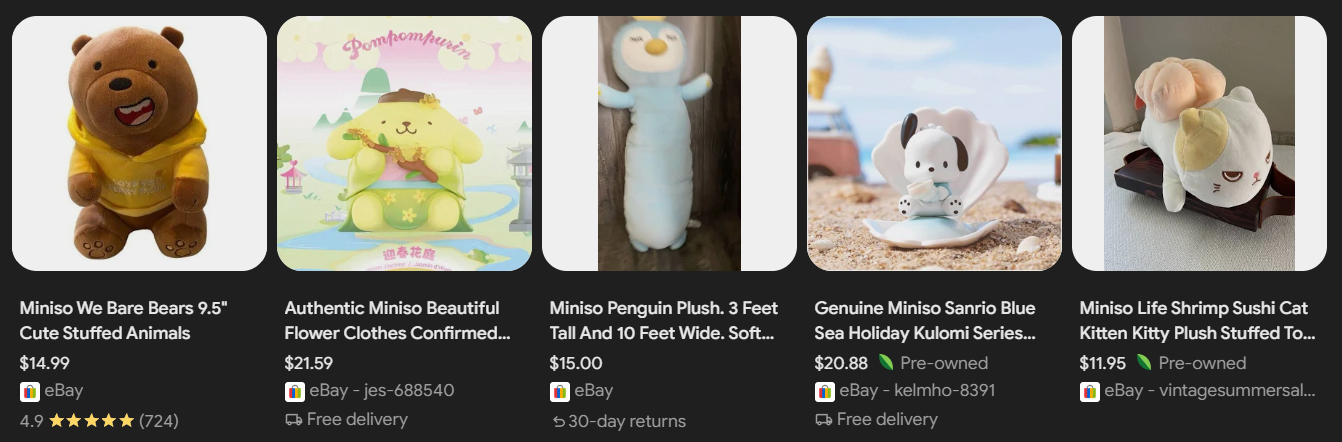 Pompompurin
迎春花庭
Miniso We Bare Bears 9.5"
Cute Stuffed Animals
$14.99
eBay
4.9 (724)
Authentic Miniso Beautiful
Flower Clothes Confirmed...
$21.59
eBay - jes-688540
Free delivery
Miniso Penguin Plush. 3 Feet
Tall And 10 Feet Wide. Soft...
$15.00
eBay
30-day returns
Genuine Miniso Sanrio Blue
Sea Holiday Kulomi Series...
$20.88 Pre-owned
eBay - kelmho-8391
Free delivery
Miniso Life Shrimp Sushi Cat
Kitten Kitty Plush Stuffed To...
$11.95 Pre-owned
eBay - vintagesummersal...